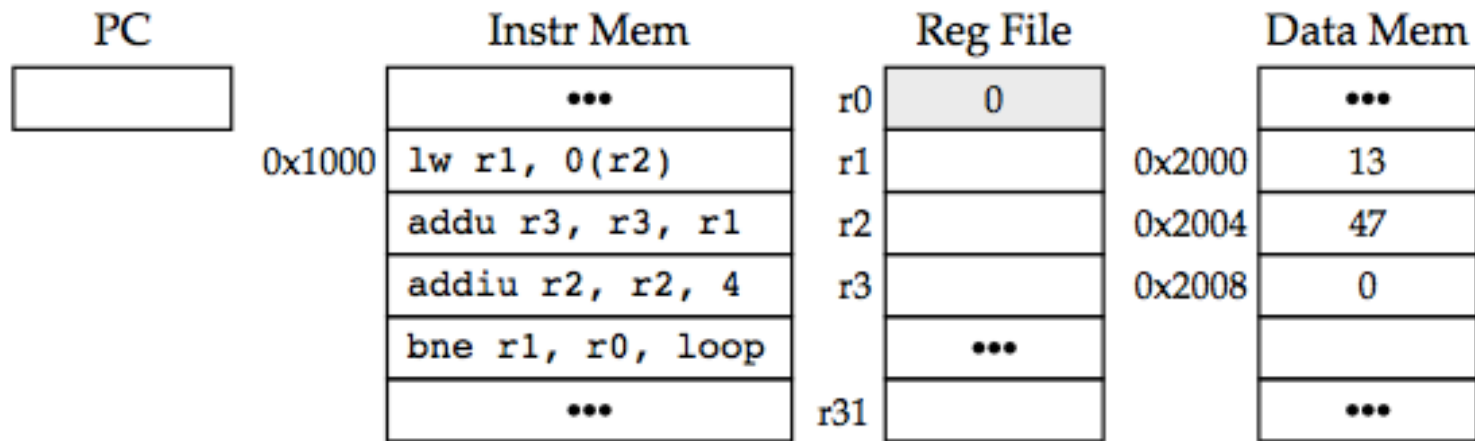 PC Instr Mem Reg File Data Mem
••• r0 0 •••
0x1000 lw r1, 0(r2) r1 0x2000 13
addu r3, r3, r1 r2 0x2004 47
addiu r2, r2, 4 r3 0x2008 0
bne r1, r0, loop •••
••• r31 •••